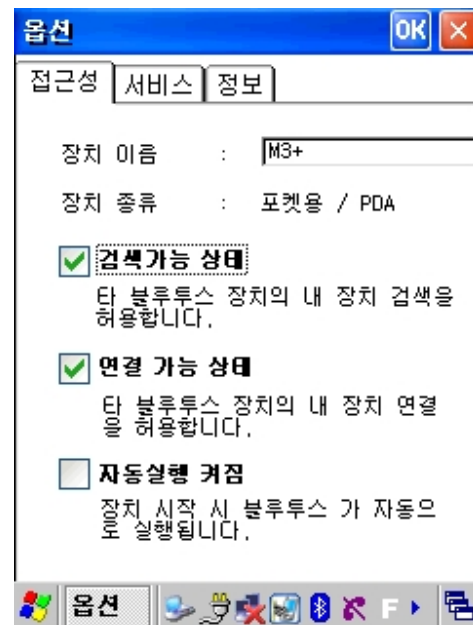 옵션 OK
접근성 서비스 정보
장치 이름 : M3+
장치 종류 : 포켓용 / PDA
검색가능 상태
타 블루투스 장치의 내 장치 검색을
허용합니다.
연결 가능 상태
타 블루투스 장치의 내 장치 연결
을 허용합니다.
자동실행 켜짐
장치 시작 시 블루투스 가 자동으
로 실행됩니다.
옵션 F